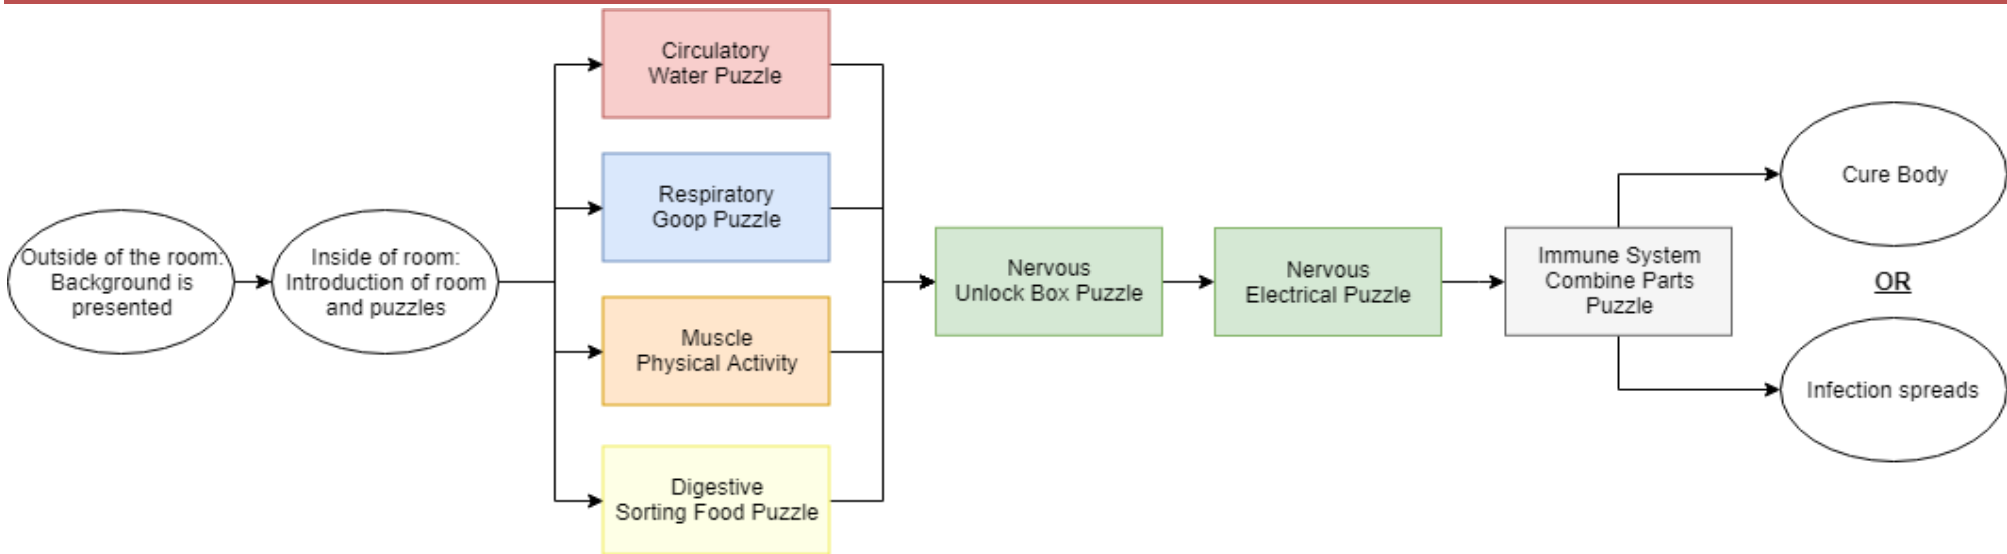 Outside of the room:
Background is
presented
Inside of room:
Introduction of room
and puzzles
Circulatory
Water Puzzle
Respiratory
Goop Puzzle
Muscle
Physical Activity
Digestive
Sorting Food Puzzle
Nervous
Unlock Box Puzzle
Nervous
Electrical Puzzle
Immune System
Combine Parts
Puzzle
Cure Body
OR
Infection spreads